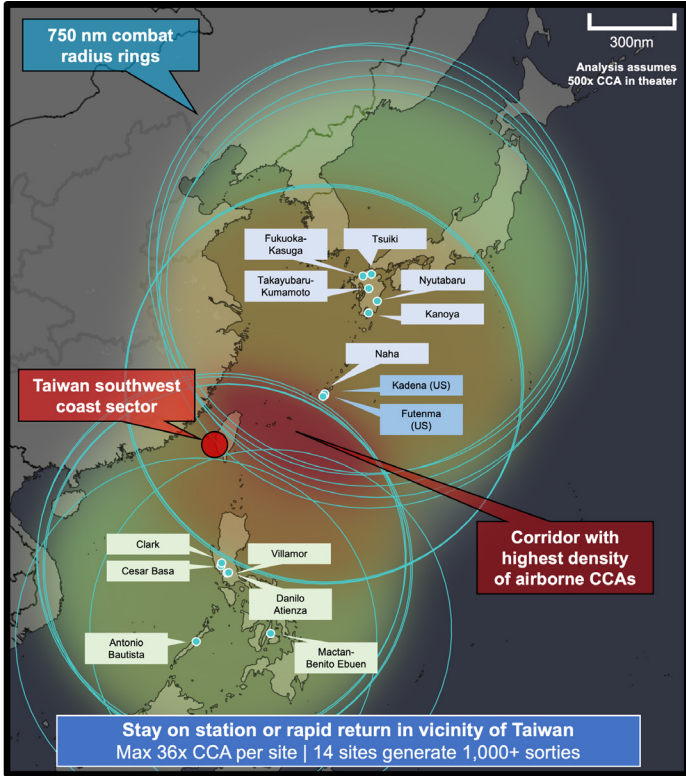 750 nm combat
radius rings
300nm
Analysis assumes
500x CCA in theater
Fukuoka-
Kasuga
Tsuiki
Takayubaru-
Kumamoto
Nyutabaru
Kanoya
Naha
Kadena (US)
Futenma
(US)
Taiwan southwest
coast sector
Corridor with
highest density
of airborne CCAs
Clark
Villamor
Cesar Basa
Danilo
Atienza
Antonio
Bautista
Mactan-
Benito Ebuen
Stay on station or rapid return in vicinity of Taiwan
Max 36x CCA per site | 14 sites generate 1,000+ sorties